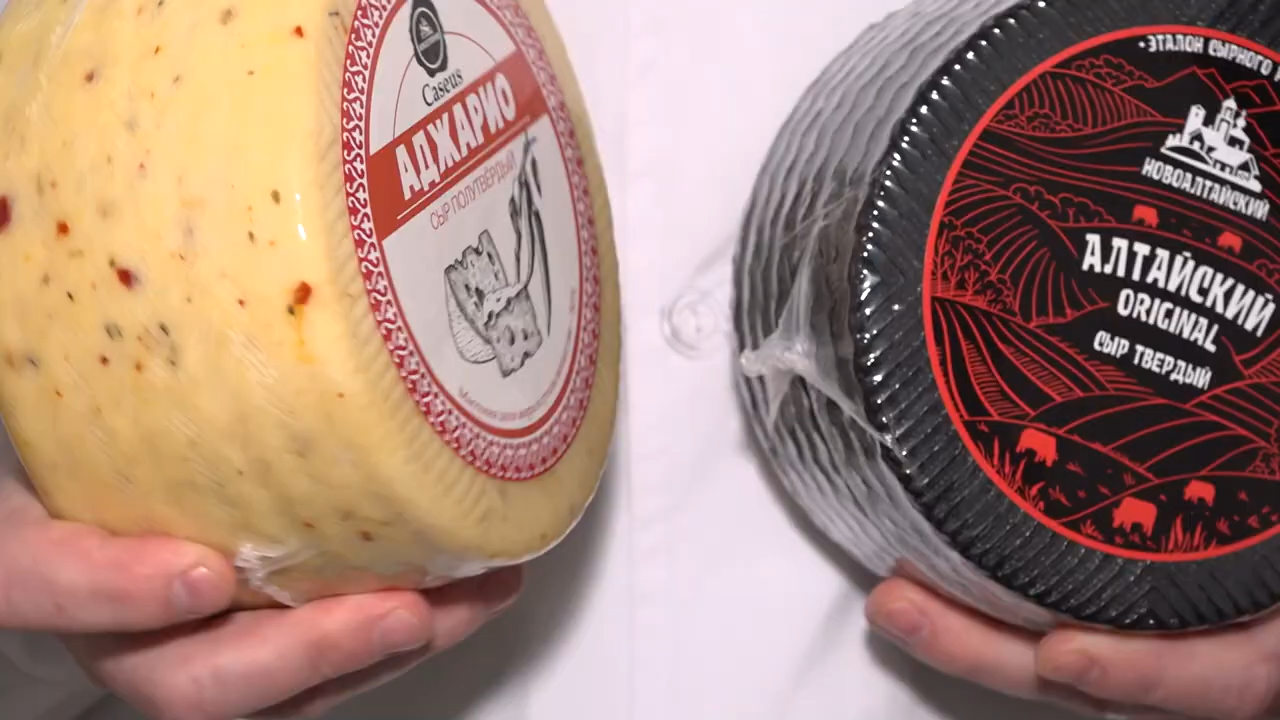 Caseus
АДЖАРИО
СЫР ПОЛУТВЁРДЫЙ
•ЭТАЛОН СЫРНОГО
НОВОАЛТАЙСКИЙ
АЛТАЙСКИЙ
ORIGINAL
СЫР ТВЕРДЫЙ